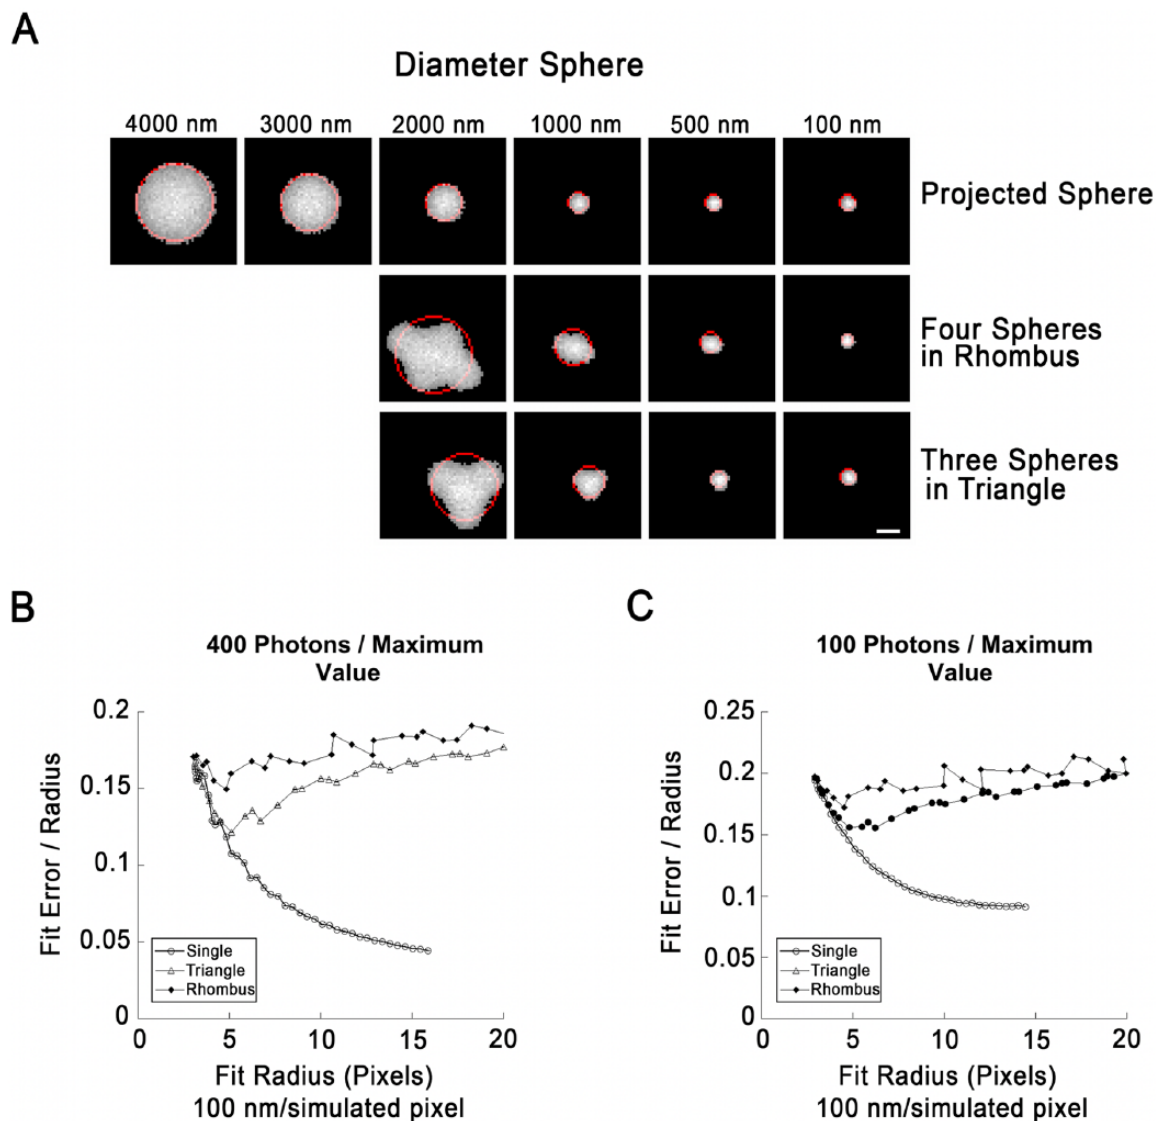 A
Diameter Sphere
4000 nm 3000 nm 2000 nm 1000 nm 500 nm 100 nm
Projected Sphere
Four Spheres
in Rhombus
Three Spheres
in Triangle
B
400 Photons / Maximum
Value
0.2
0.15
0.1
0.05
0
Fit Error / Radius
Single
Triangle
Rhombus
0 5 10 15 20
Fit Radius (Pixels)
100 nm/simulated pixel
C
100 Photons / Maximum
Value
0.25
0.2
0.15
0.1
0.05
0
Fit Error / Radius
Single
Triangle
Rhombus
0 5 10 15 20
Fit Radius (Pixels)
100 nm/simulated pixel